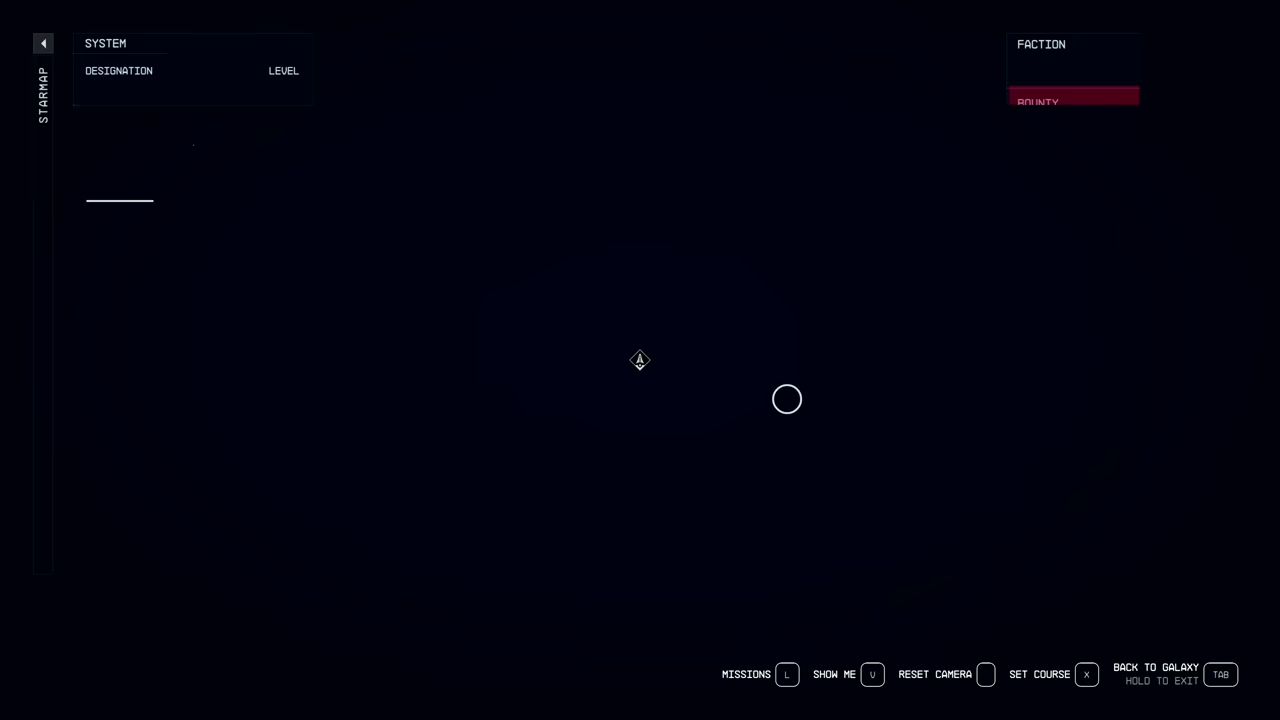 SYSTEM
DESIGNATION LEVEL
STARMAP
FACTION
BOUNTY
MISSIONS L
SHOW ME V
RESET CAMERA
SET COURSE X
BACK TO GALAXY
HOLD TO EXIT
TAB